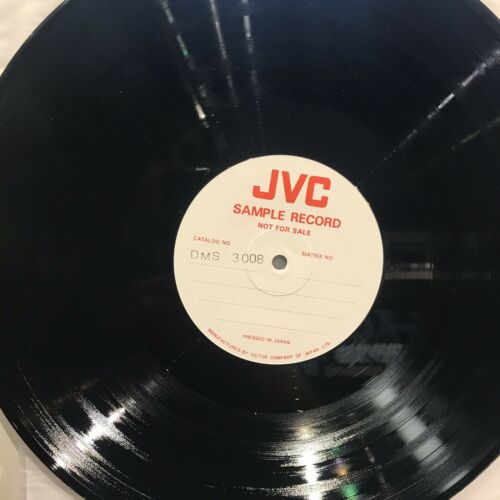 JVC
SAMPLE RECORD
NOT FOR SALE
CATALOG NO
MATRIX NO
DMS 3008
PRESSED IN JAPAN
MANUFACTURED BY VICTOR COMPANY OF JAPAN, LTD.